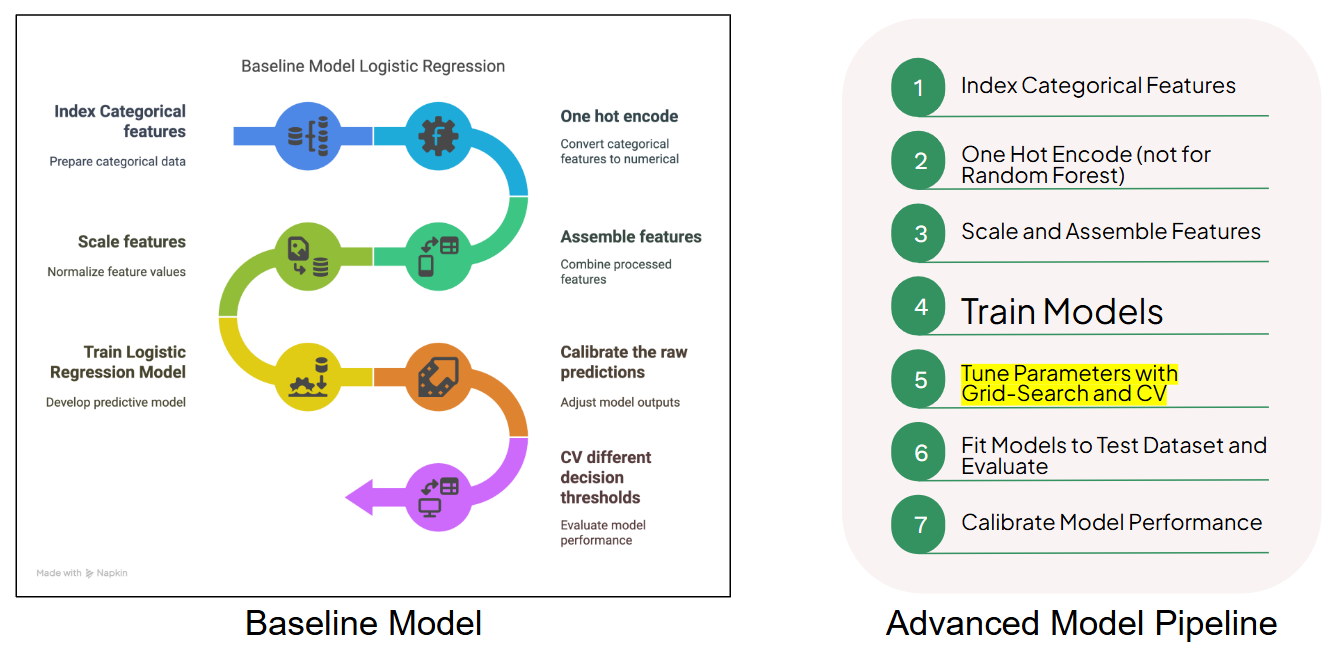 Baseline Model Logistic Regression
Index Categorical
features
Prepare categorical data
One hot encode
Convert categorical
features to numerical
Scale features
Normalize feature values
Assemble features
Combine processed
features
Train Logistic
Regression Model
Develop predictive model
Calibrate the raw
predictions
Adjust model outputs
CV different
decision
thresholds
Evaluate model
performance
Made with Napkin
Baseline Model
1 Index Categorical Features
2 One Hot Encode (not for
Random Forest)
3 Scale and Assemble Features
4 Train Models
5 Tune Parameters with
Grid-Search and CV
6 Fit Models to Test Dataset and
Evaluate
7 Calibrate Model Performance
Advanced Model Pipeline